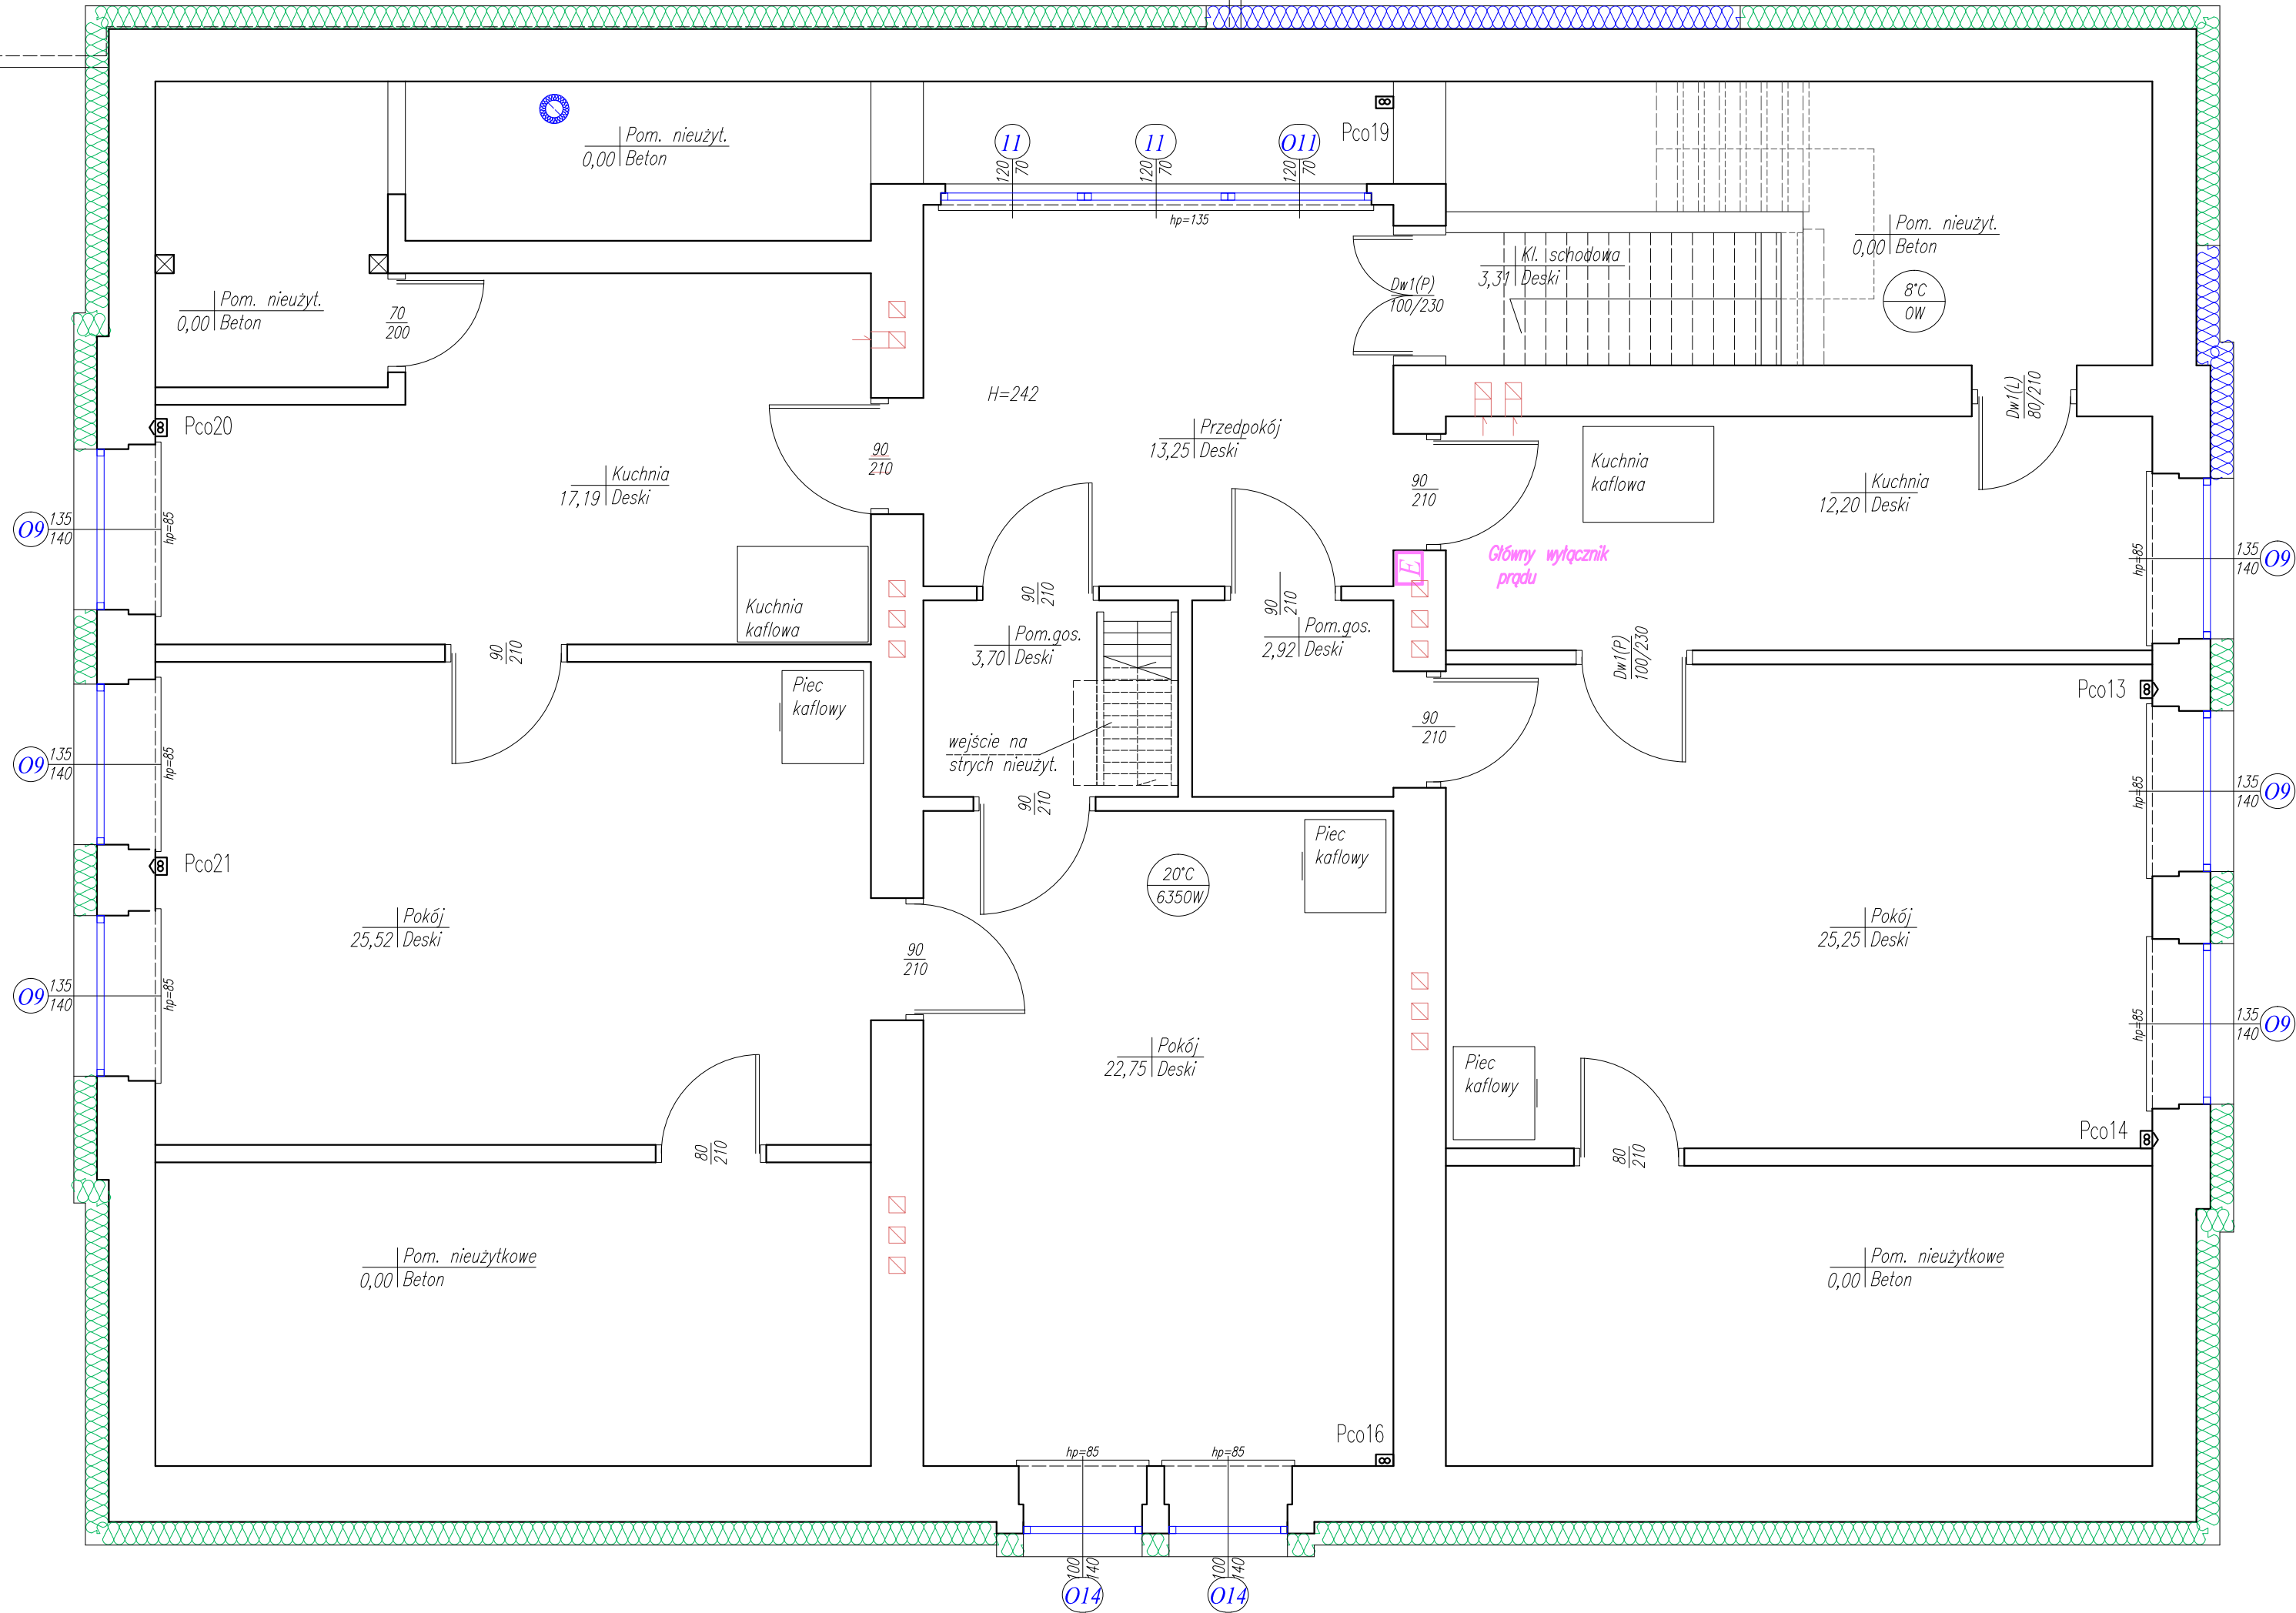 Pom. nieużyt.
0,00 Beton
11
120
70
11
120
70
O11
120
70
Pco19
hp=135
Pom. nieużyt.
0,00 Beton
Kl. schodowa
3,31 Deski
Dw1(P)
100/230
8°C
0W
Pom. nieużyt.
0,00 Beton
70
200
H=242
Dw1(L)
80/210
Pco20
Przedpokój
13,25 Deski
90
210
Kuchnia
17,19 Deski
90
210
Kuchnia
kaflowa
Kuchnia
12,20 Deski
O9
135
140
hp=85
E
Główny wyłącznik
prądu
hp=85
135
140
O9
Kuchnia
kaflowa
90
210
90
210
Pom.gos.
3,70 Deski
Pom.gos.
2,92 Deski
90
210
Dw1(P)
100/230
Piec
kaflowy
Pco13
90
210
wejście na
strych nieużyt.
O9
135
140
hp=85
90
210
hp=85
135
140
O9
Piec
kaflowy
Pco21
20°C
6350W
Pokój
25,52 Deski
Pokój
25,25 Deski
90
210
O9
135
140
hp=85
hp=85
135
140
O9
Pokój
22,75 Deski
Piec
kaflowy
Pco14
80
210
80
210
Pom. nieużytkowe
0,00 Beton
Pom. nieużytkowe
0,00 Beton
Pco16
hp=85
hp=85
100
140
100
140
O14
O14